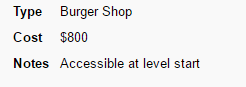 Type Burger Shop
Cost $800
Notes Accessible at level start